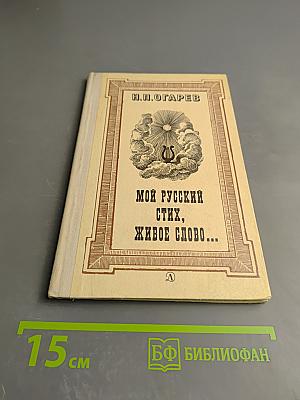 Н.П.ОГАРЕВ
МОЙ РУССКИЙ
СТИХ,
ЖИВОЕ СЛОВО...
Д
15 см
БФ БИБЛИОФАН